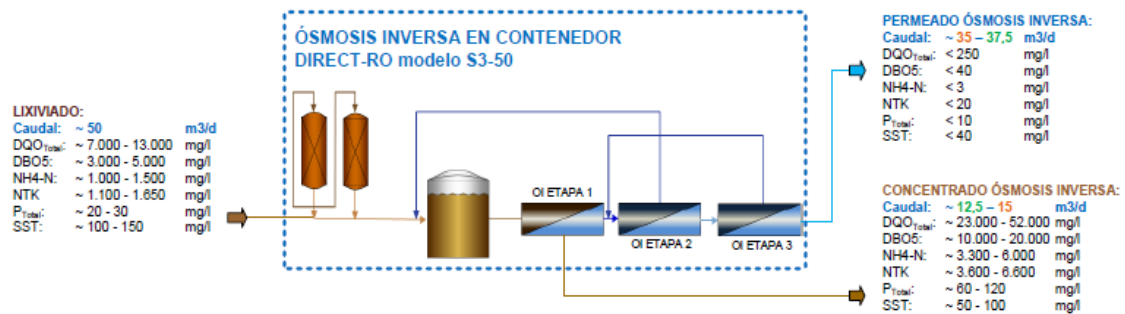 LIXIVIADO:
Caudal: ~ 50 m3/d
DQOTotal: ~ 7.000 - 13.000 mg/l
DBO5: ~ 3.000 - 5.000 mg/l
NH4-N: ~ 1.000 - 1.500 mg/l
NTK ~ 1.100 - 1.650 mg/l
PTotal: ~ 20 - 30 mg/l
SST: ~ 100 - 150 mg/l
ÓSMOSIS INVERSA EN CONTENEDOR
DIRECT-RO modelo S3-50
OI ETAPA 1
OI ETAPA 2
OI ETAPA 3
PERMEADO ÓSMOSIS INVERSA:
Caudal: ~ 35 – 37,5 m3/d
DQOTotal: < 250 mg/l
DBO5: < 40 mg/l
NH4-N: < 3 mg/l
NTK < 20 mg/l
PTotal: < 10 mg/l
SST: < 40 mg/l
CONCENTRADO ÓSMOSIS INVERSA:
Caudal: ~ 12,5 – 15 m3/d
DQOTotal: ~ 23.000 - 52.000 mg/l
DBO5: ~ 10.000 - 20.000 mg/l
NH4-N: ~ 3.300 - 6.000 mg/l
NTK ~ 3.600 - 6.600 mg/l
PTotal: ~ 60 - 120 mg/l
SST: ~ 50 - 100 mg/l